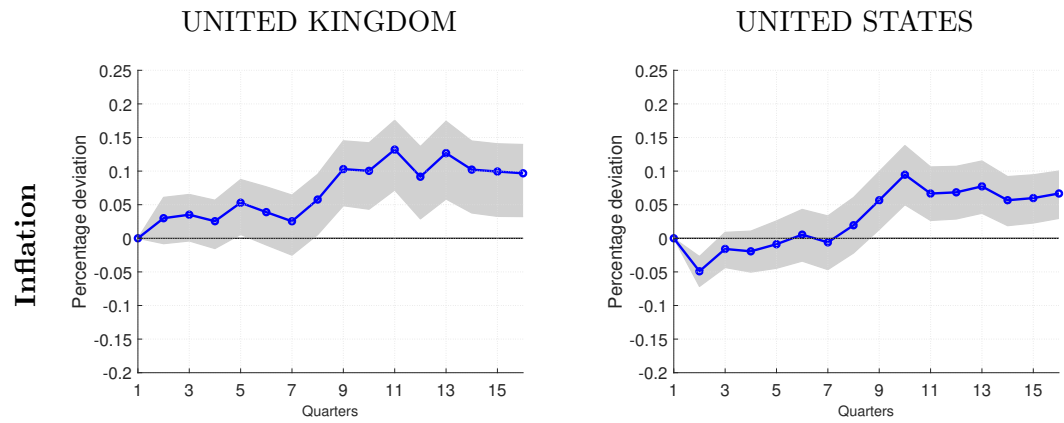 UNITED KINGDOM
UNITED STATES
Inflation
Percentage deviation
0.25
0.2
0.15
0.1
0.05
0
-0.05
-0.1
-0.15
-0.2
1 3 5 7 9 11 13 15
Quarters
Percentage deviation
0.25
0.2
0.15
0.1
0.05
0
-0.05
-0.1
-0.15
-0.2
1 3 5 7 9 11 13 15
Quarters